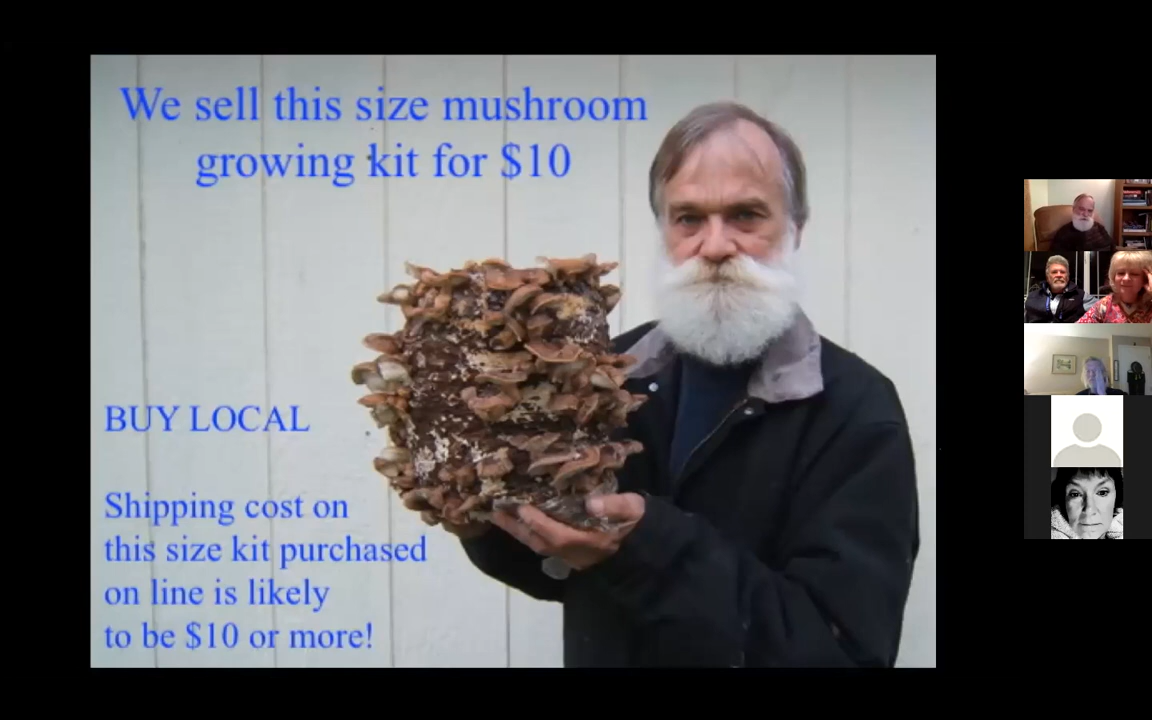 We sell this size mushroom
growing kit for $10
BUY LOCAL
Shipping cost on
this size kit purchased
on line is likely
to be $10 or more!